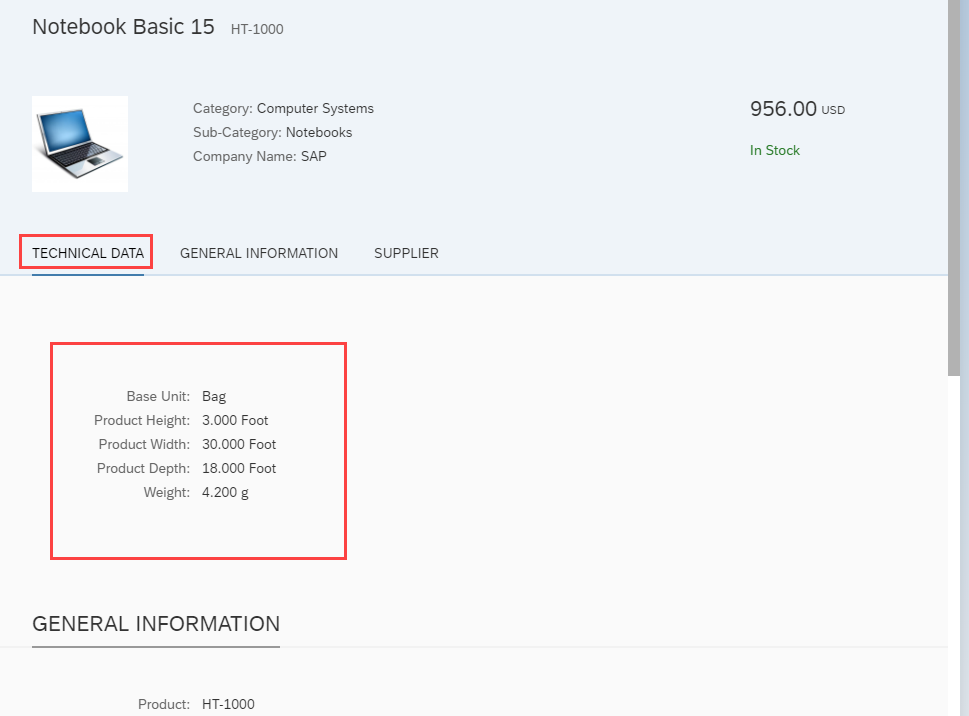 Notebook Basic 15 HT-1000
Category: Computer Systems
Sub-Category: Notebooks
Company Name: SAP
956.00 USD
In Stock
TECHNICAL DATA GENERAL INFORMATION SUPPLIER
Base Unit: Bag
Product Height: 3.000 Foot
Product Width: 30.000 Foot
Product Depth: 18.000 Foot
Weight: 4.200 g
GENERAL INFORMATION
Product: HT-1000